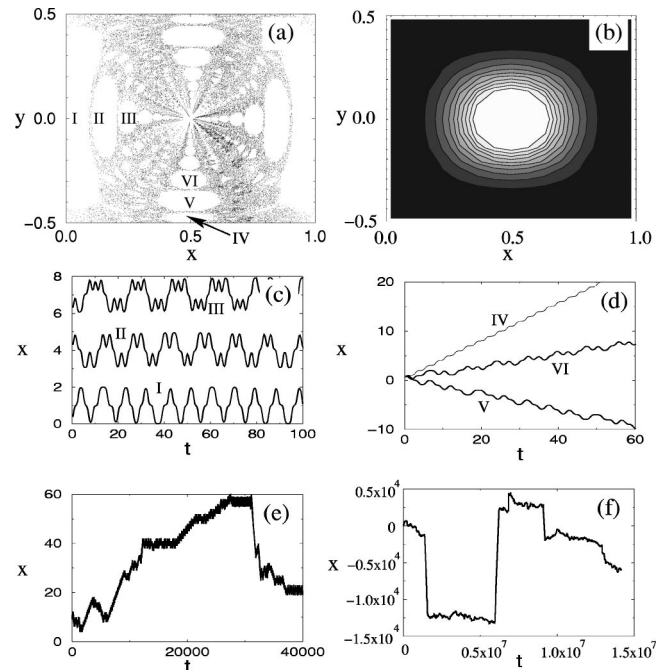 0.5
(a)
y
0.0
I
II
III
VI
V
-0.5
IV
0.0
0.5
1.0
x
0.5
(b)
y
0.0
-0.5
0.0
0.5
1.0
x
8
(c)
6
III
x
4
II
2
I
0
0
20
40
60
80
100
t
20
(d)
IV
10
x
VI
0
V
-10
0
20
40
60
t
60
(e)
40
x
20
0
0
20000
40000
t
0.5x10⁴
(f)
0
x
-0.5x10⁴
-1.0x10⁴
-1.5x10⁴
0
0.5x10⁷
1.0x10⁷
1.5x10⁷
t